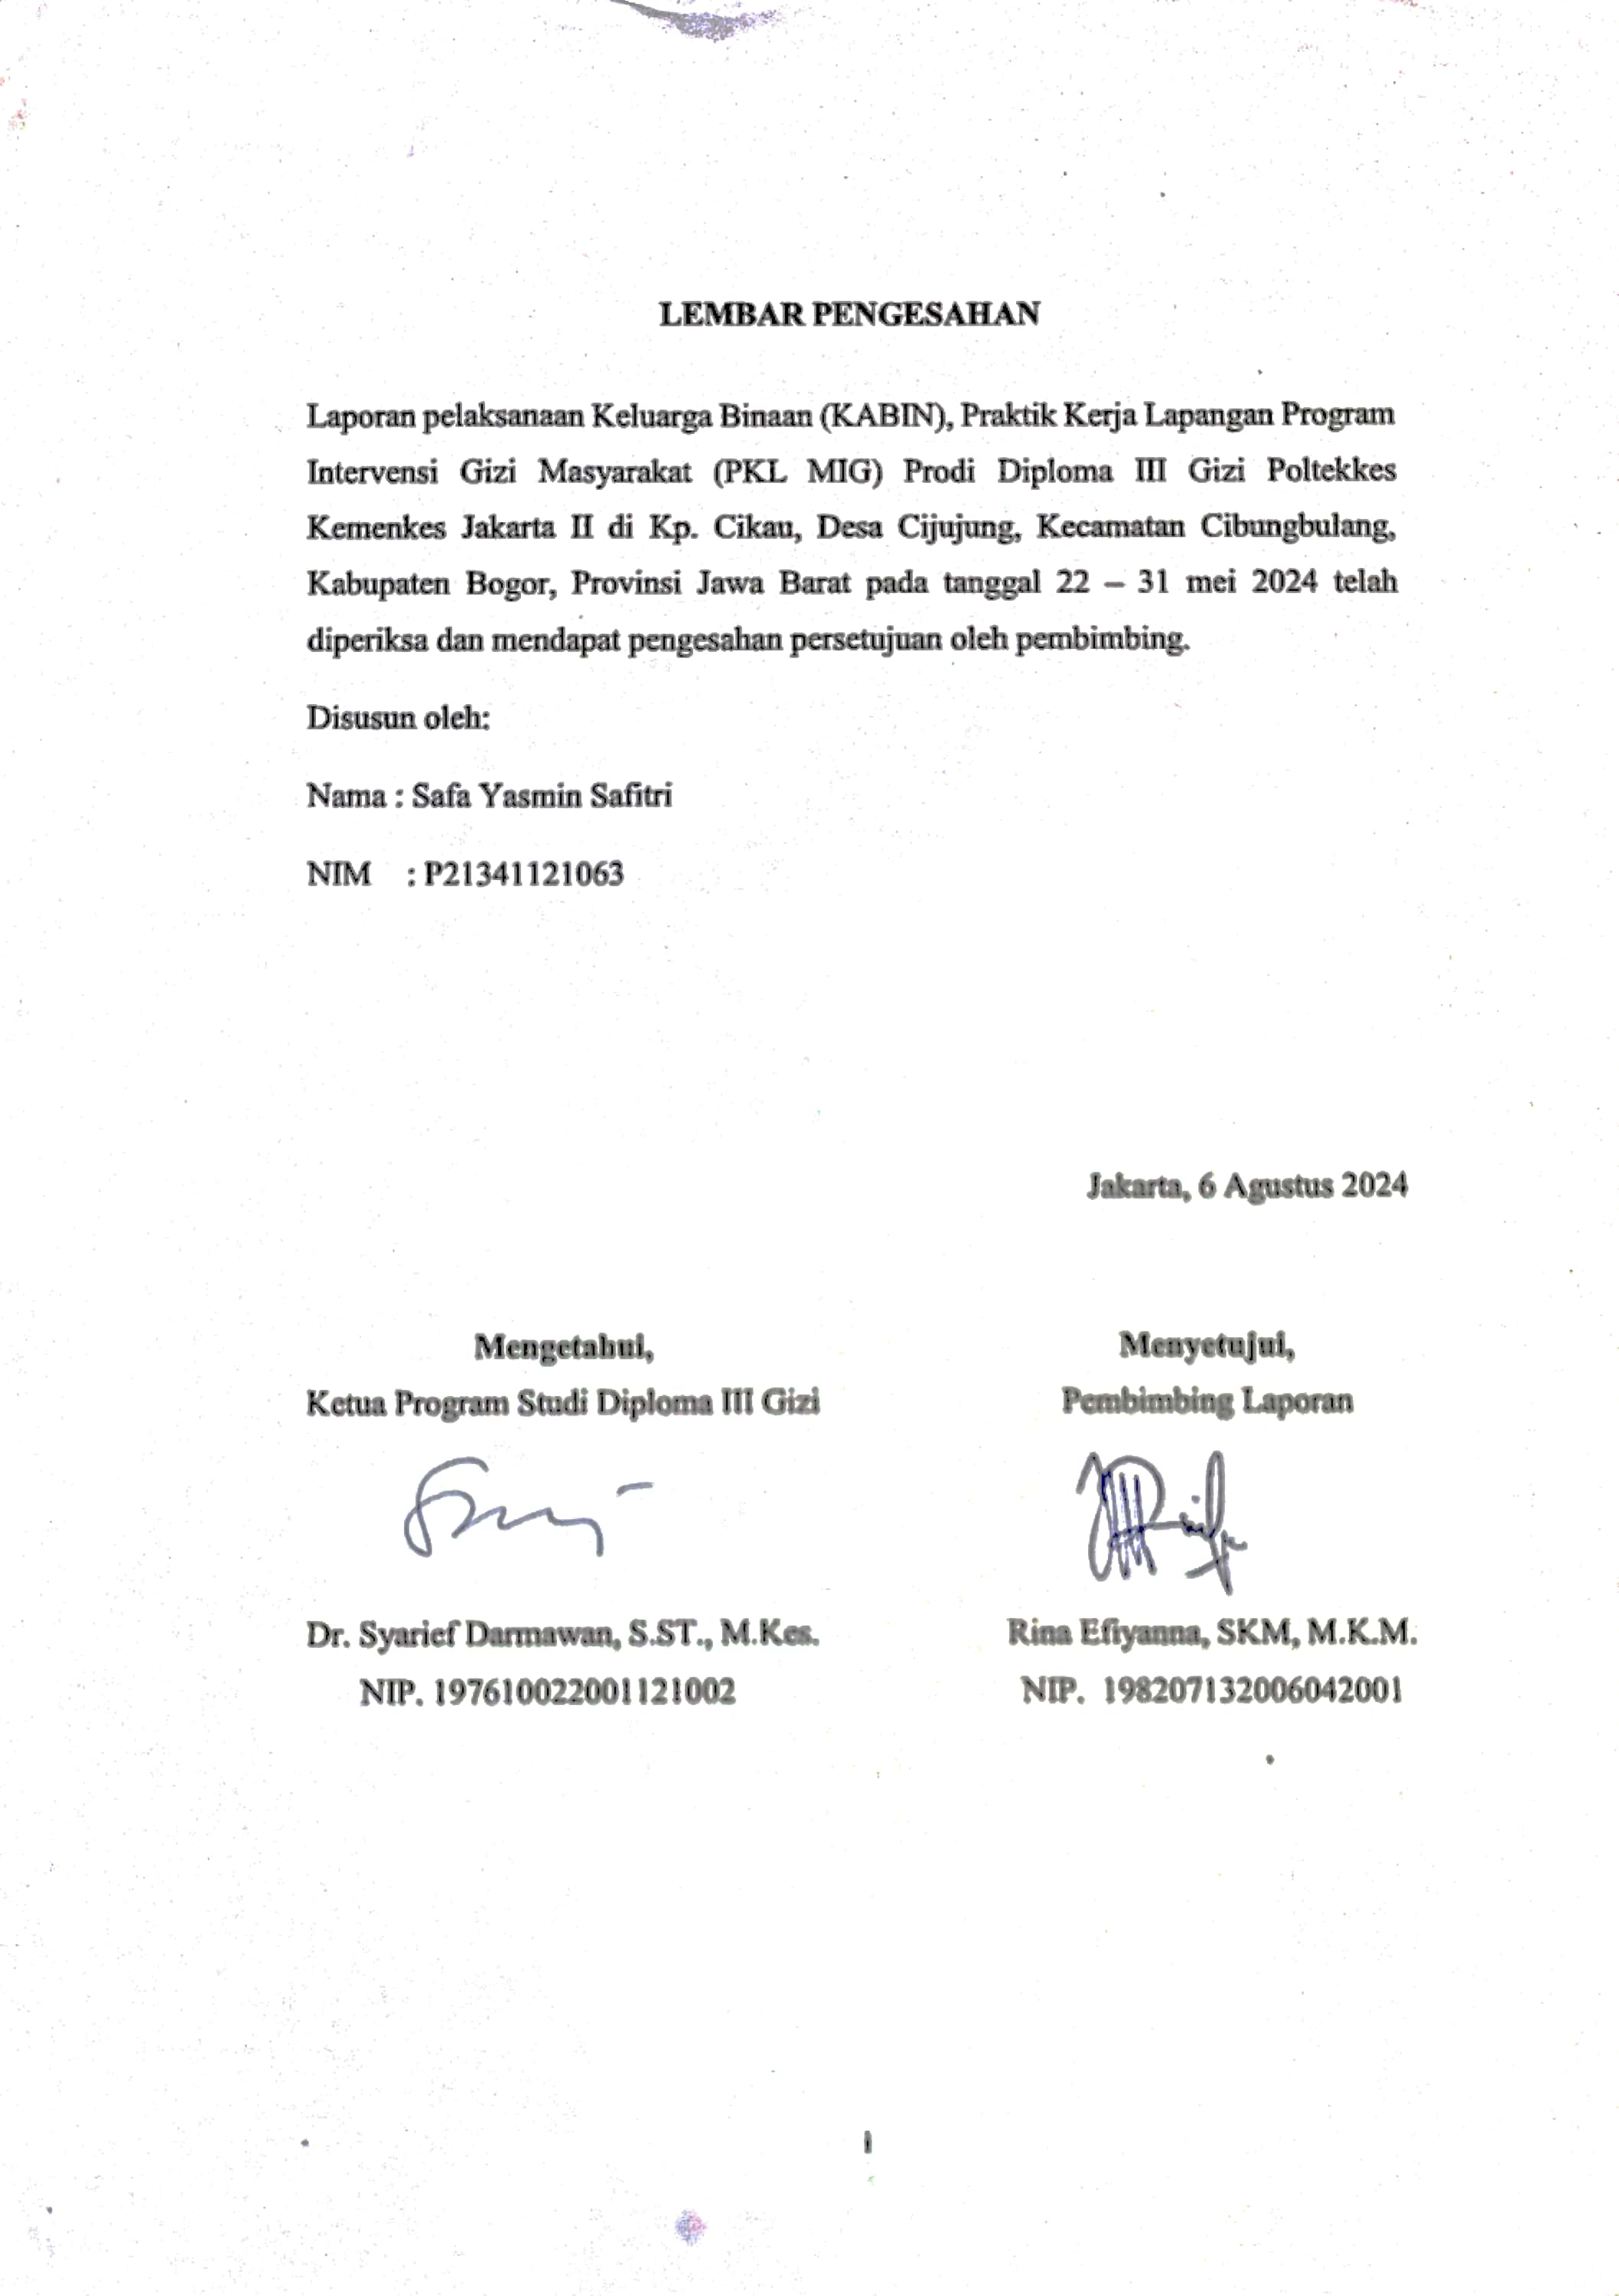 LEMBAR PENGESAHAN
Laporan pelaksanaan Keluarga Binaan (KABIN), Praktik Kerja Lapangan Program
Intervensi Gizi Masyarakat (PKL MIG) Prodi Diploma III Gizi Poltekkes
Kemenkes Jakarta II di Kp. Cikau, Desa Cijujung, Kecamatan Cibungbulang,
Kabupaten Bogor, Provinsi Jawa Barat pada tanggal 22 – 31 mei 2024 telah
diperiksa dan mendapat pengesahan persetujuan oleh pembimbing.
Disusun oleh:
Nama : Safa Yasmin Safitri
NIM : P21341121063
Jakarta, 6 Agustus 2024
Mengetahui,
Ketua Program Studi Diploma III Gizi
Dr. Syarief Darmawan, S.ST., M.Kes.
NIP. 197610022001121002
Menyetujui,
Pembimbing Laporan
Rina Efiyanna, SKM, M.K.M.
NIP. 198207132006042001
i